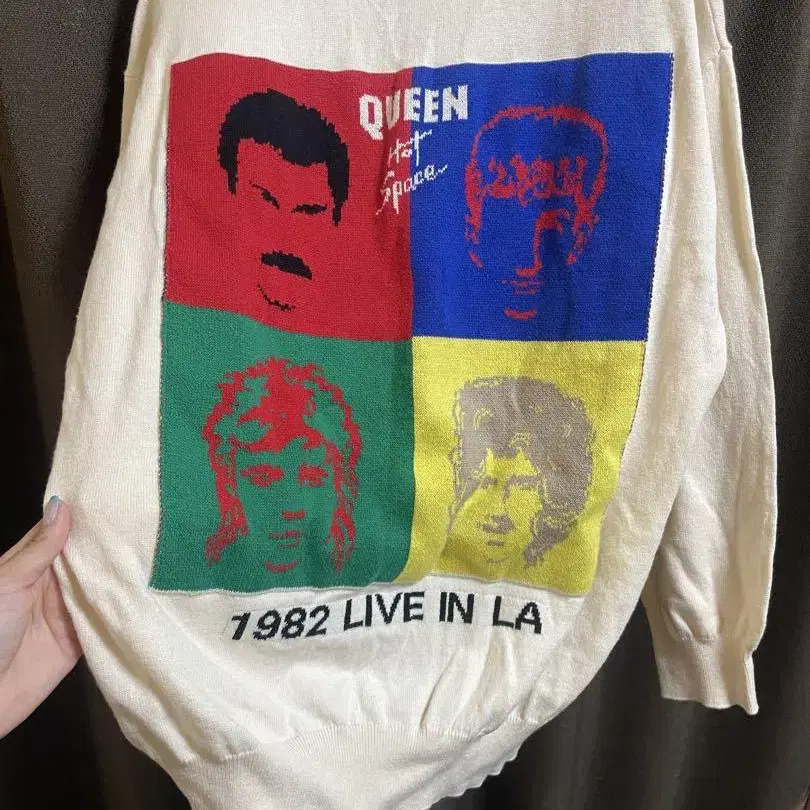 QUEEN
Hot
Space
1982 LIVE IN LA